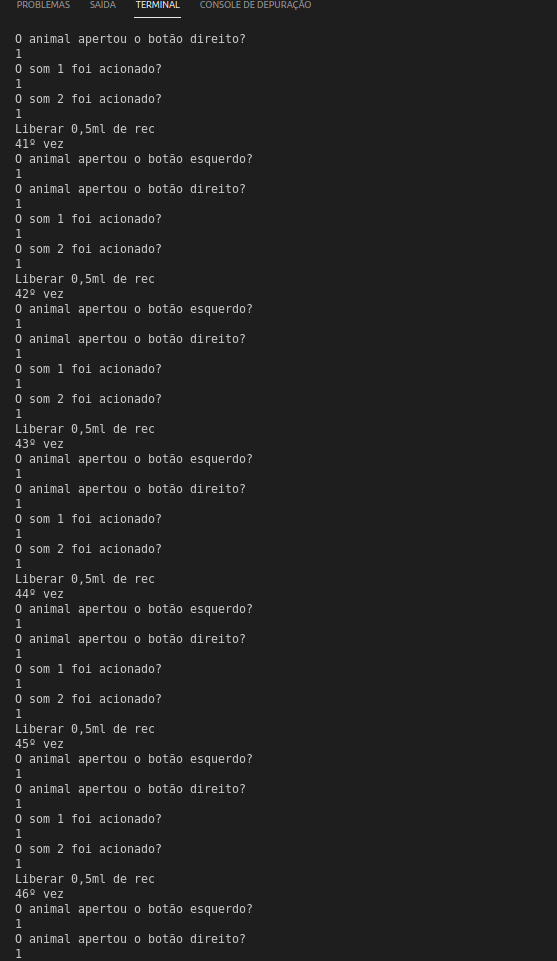 PROBLEMAS SAÍDA TERMINAL CONSOLE DE DEPURAÇÃO
O animal apertou o botão direito?
1
O som 1 foi acionado?
1
O som 2 foi acionado?
1
Liberar 0,5ml de rec
41º vez
O animal apertou o botão esquerdo?
1
O animal apertou o botão direito?
1
O som 1 foi acionado?
1
O som 2 foi acionado?
1
Liberar 0,5ml de rec
42º vez
O animal apertou o botão esquerdo?
1
O animal apertou o botão direito?
1
O som 1 foi acionado?
1
O som 2 foi acionado?
1
Liberar 0,5ml de rec
43º vez
O animal apertou o botão esquerdo?
1
O animal apertou o botão direito?
1
O som 1 foi acionado?
1
O som 2 foi acionado?
1
Liberar 0,5ml de rec
44º vez
O animal apertou o botão esquerdo?
1
O animal apertou o botão direito?
1
O som 1 foi acionado?
1
O som 2 foi acionado?
1
Liberar 0,5ml de rec
45º vez
O animal apertou o botão esquerdo?
1
O animal apertou o botão direito?
1
O som 1 foi acionado?
1
O som 2 foi acionado?
1
Liberar 0,5ml de rec
46º vez
O animal apertou o botão esquerdo?
1
O animal apertou o botão direito?
1